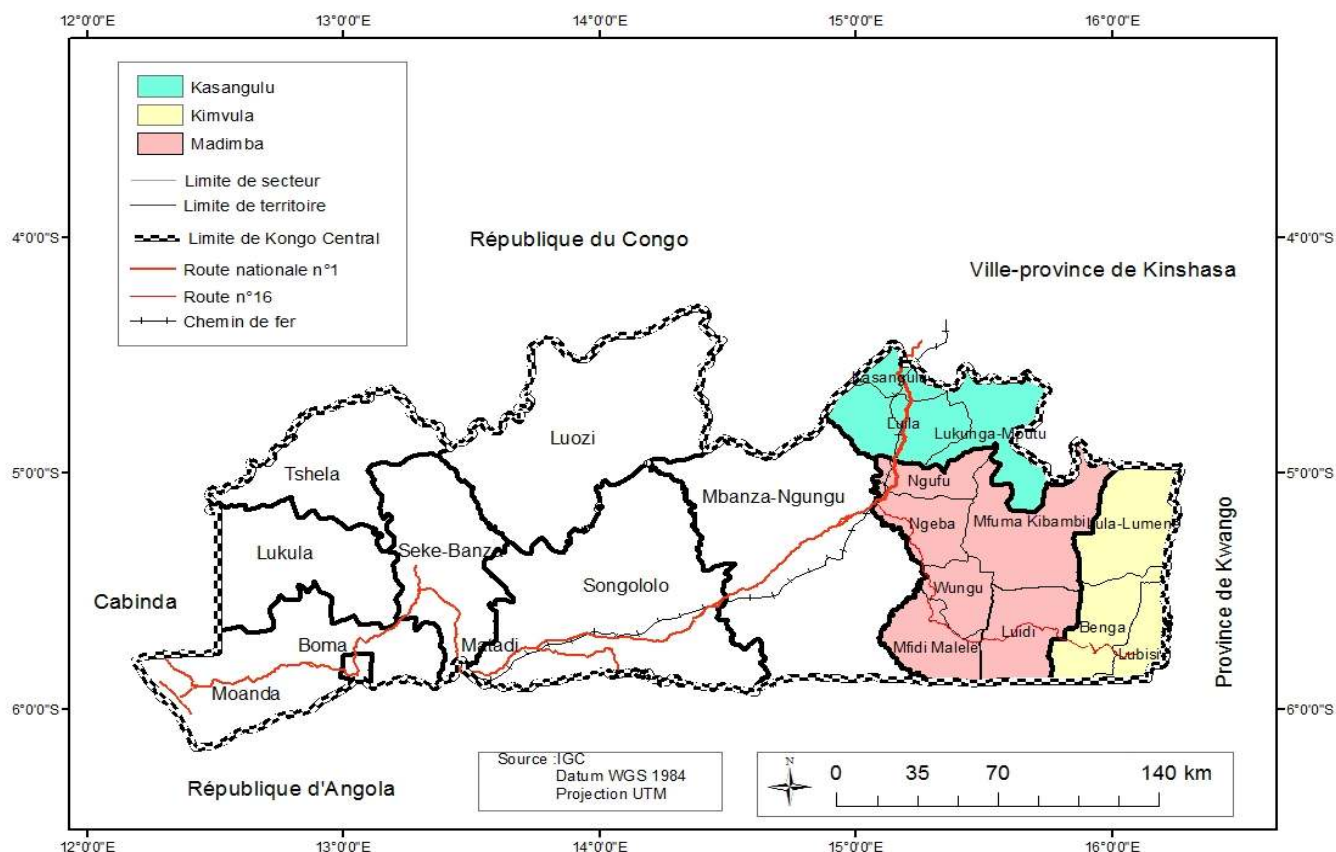 12°0'0"E
13°0'0"E
14°0'0"E
15°0'0"E
16°0'0"E
Kasangulu
Kimvula
Madimba
Limite de secteur
Limite de territoire
Limite de Kongo Central
Route nationale n°1
Route n°16
Chemin de fer
4°0'0"S
4°0'0"S
République du Congo
Ville-province de Kinshasa
Kasangulu
Luila
Lukunga-Mputu
Luozi
Tshela
5°0'0"S
5°0'0"S
Mbanza-Ngungu
Ngufu
Ngeba
Mfuma Kibambi
Lula-Lumene
Lukula
Seke-Banza
Songololo
Wungu
Cabinda
Province de Kwango
Boma
Matadi
Mfidi Malele
Luidi
Benga
Lubisi
Moanda
6°0'0"S
6°0'0"S
République d'Angola
Source :IGC
Datum WGS 1984
Projection UTM
N
0 35 70 140 km
12°0'0"E
13°0'0"E
14°0'0"E
15°0'0"E
16°0'0"E